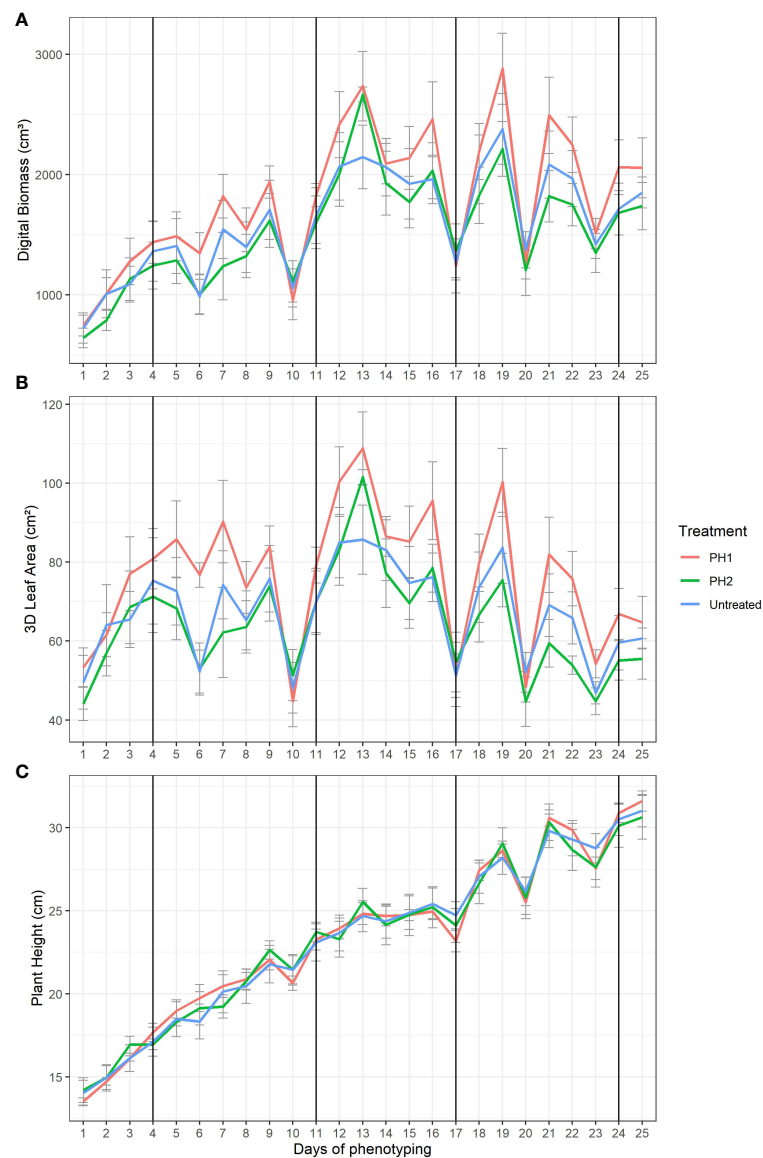 A
Digital Biomass (cm³)
3000
2000
1000
1 2 3 4 5 6 7 8 9 10 11 12 13 14 15 16 17 18 19 20 21 22 23 24 25
B
3D Leaf Area (cm²)
120
100
80
60
40
1 2 3 4 5 6 7 8 9 10 11 12 13 14 15 16 17 18 19 20 21 22 23 24 25
Treatment
PH1
PH2
Untreated
C
Plant Height (cm)
30
25
20
15
1 2 3 4 5 6 7 8 9 10 11 12 13 14 15 16 17 18 19 20 21 22 23 24 25
Days of phenotyping